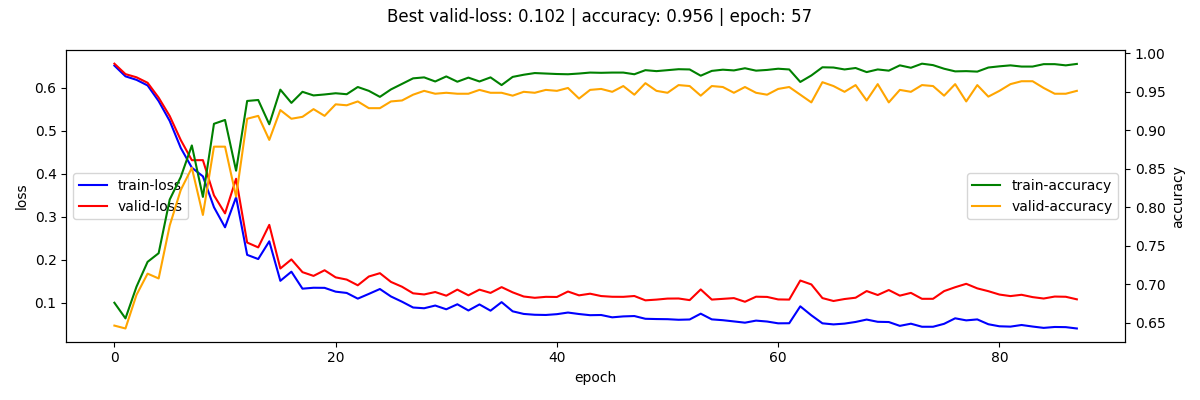 Best valid-loss: 0.102 | accuracy: 0.956 | epoch: 57
loss
0.6
0.5
0.4
0.3
0.2
0.1
train-loss
valid-loss
train-accuracy
valid-accuracy
1.00
0.95
0.90
0.85
0.80
0.75
0.70
0.65
accuracy
0 20 40 60 80
epoch